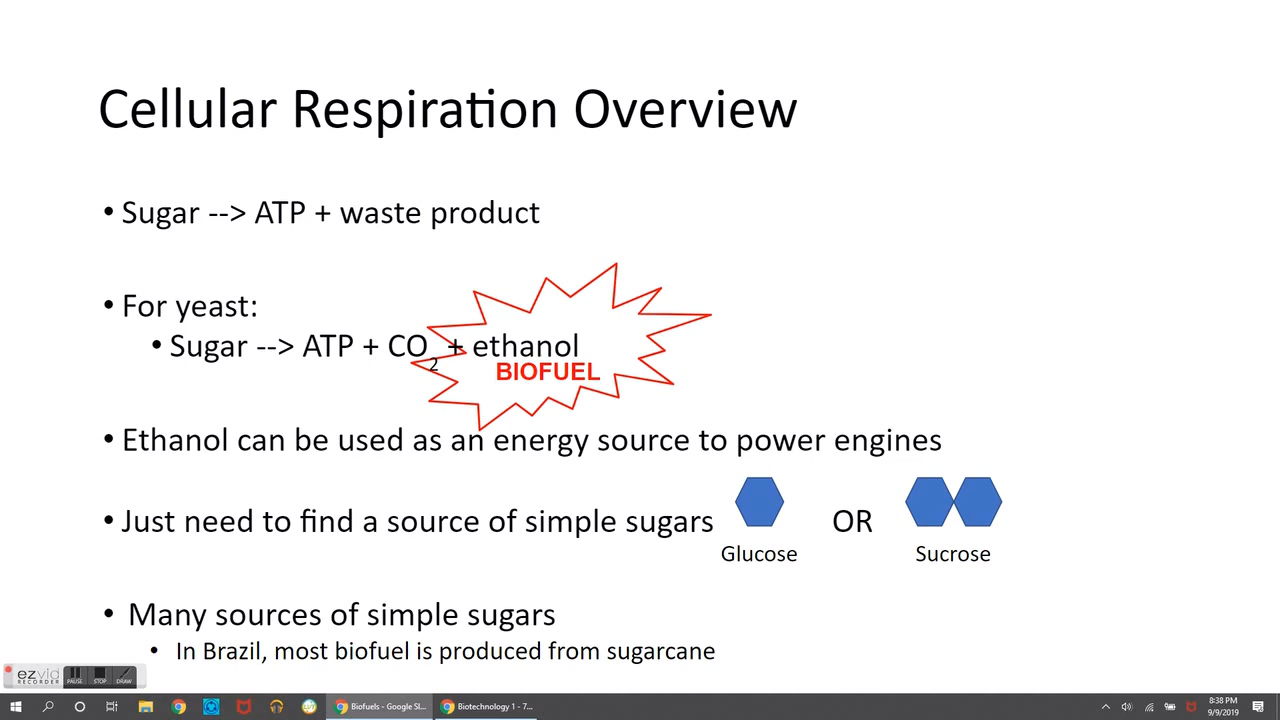 Cellular Respiration Overview
• Sugar --> ATP + waste product
• For yeast:
• Sugar --> ATP + CO2 + ethanol
BIOFUEL
• Ethanol can be used as an energy source to power engines
• Just need to find a source of simple sugars
OR
Glucose
Sucrose
• Many sources of simple sugars
• In Brazil, most biofuel is produced from sugarcane
ezvid
RECORDER
PAUSE
STOP
DRAW
Biofuels - Google Sl...
Biotechnology 1 - 7...
8:38 PM
9/9/2019